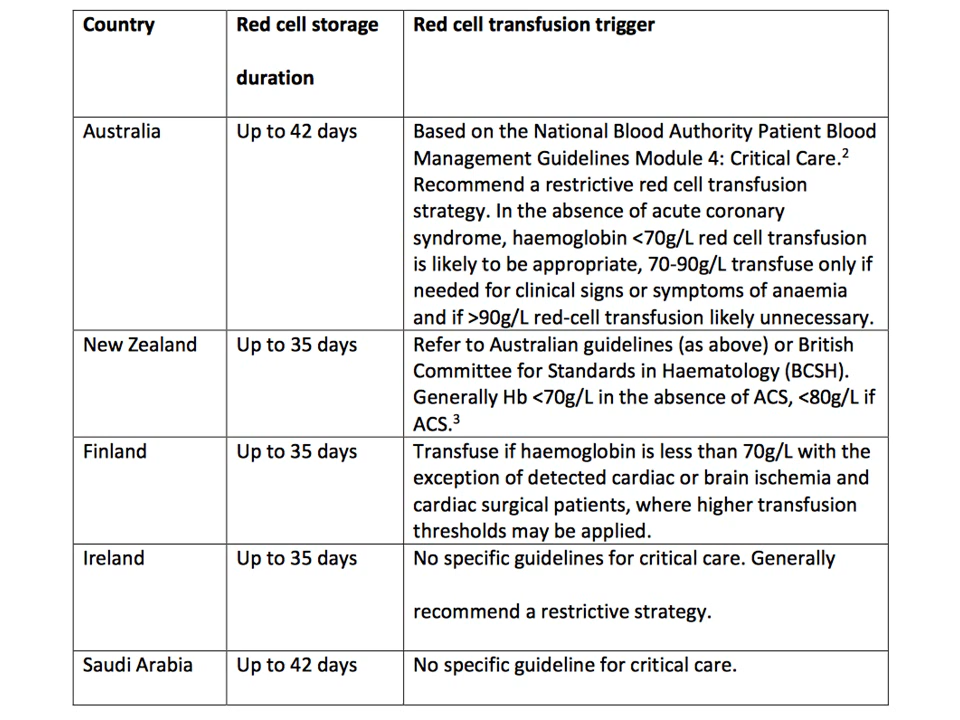 Country Red cell storage duration Red cell transfusion trigger
Australia Up to 42 days Based on the National Blood Authority Patient Blood
Management Guidelines Module 4: Critical Care.²
Recommend a restrictive red cell transfusion
strategy. In the absence of acute coronary
syndrome, haemoglobin <70g/L red cell transfusion
is likely to be appropriate, 70-90g/L transfuse only if
needed for clinical signs or symptoms of anaemia
and if >90g/L red-cell transfusion likely unnecessary.
New Zealand Up to 35 days Refer to Australian guidelines (as above) or British
Committee for Standards in Haematology (BCSH).
Generally Hb <70g/L in the absence of ACS, <80g/L if
ACS.³
Finland Up to 35 days Transfuse if haemoglobin is less than 70g/L with the
exception of detected cardiac or brain ischemia and
cardiac surgical patients, where higher transfusion
thresholds may be applied.
Ireland Up to 35 days No specific guidelines for critical care. Generally
recommend a restrictive strategy.
Saudi Arabia Up to 42 days No specific guideline for critical care.